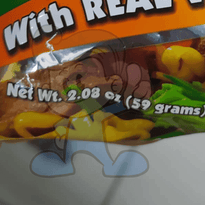 With REAL
Net Wt. 2.08 oz (59 grams)